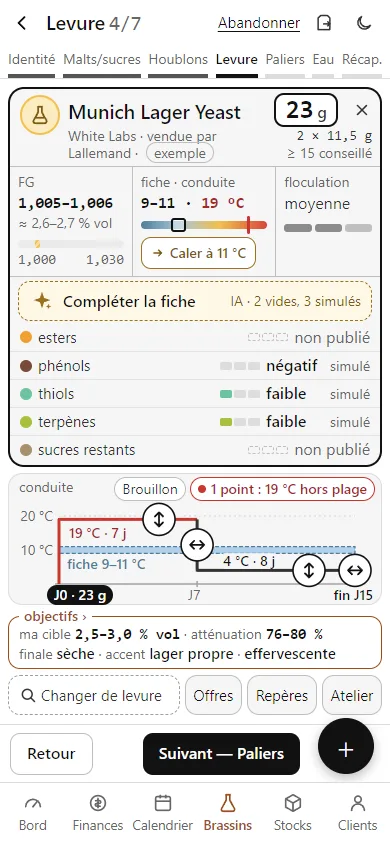 Levure 4/7
Abandonner
Identité Malts/sucres Houblons Levure Paliers Eau Récap.
Munich Lager Yeast
23 g
White Labs · vendue par
Lallemand · exemple
2 x 11,5 g
≥ 15 conseillé
FG
1,005–1,006
≈ 2,6–2,7 % vol
1,000 1,030
fiche · conduite
9–11 · 19 °C
→ Caler à 11 °C
floculation
moyenne
Compléter la fiche
IA · 2 vides, 3 simulés
esters non publié
phénols négatif simulé
thiols faible simulé
terpènes faible simulé
sucres restants non publié
conduite
Brouillon
1 point : 19 °C hors plage
20 °C
19 °C · 7 j
10 °C
fiche 9–11 °C
4 °C · 8 j
J0 · 23 g
J7
fin J15
objectifs ›
ma cible 2,5–3,0 % vol · atténuation 76–80 %
finale sèche · accent lager propre · effervescente
Changer de levure
Offres
Repères
Atelier
Retour
Suivant — Paliers
+
Bord Finances Calendrier Brassins Stocks Clients